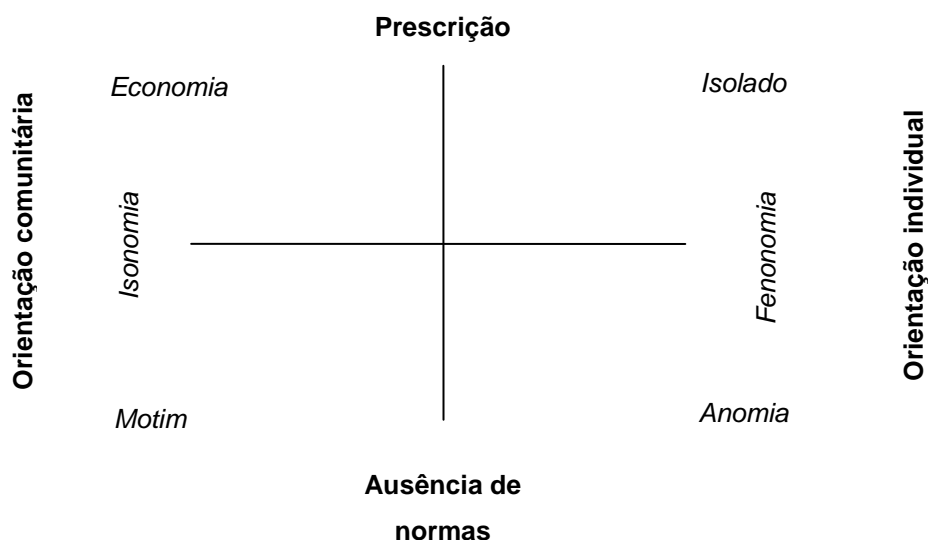 Prescrição
Economia
Isolado
Orientação comunitária
Isonomia
Fenonomia
Orientação individual
Motim
Anomia
Ausência de
normas